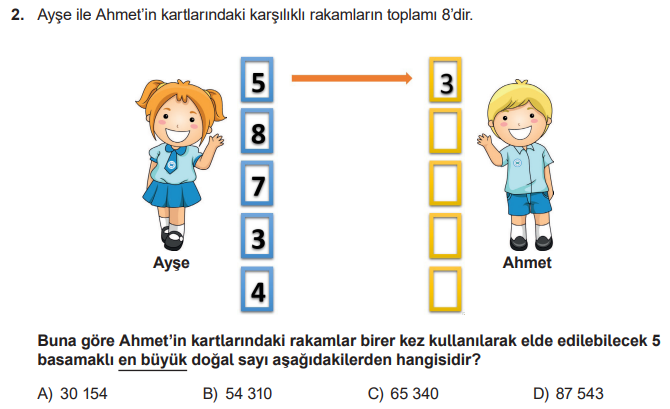 2. Ayşe ile Ahmet'in kartlarındaki karşılıklı rakamların toplamı 8'dir.
5 3
8
7
3
4
Ayşe Ahmet
Buna göre Ahmet'in kartlarındaki rakamlar birer kez kullanılarak elde edilebilecek 5
basamaklı en büyük doğal sayı aşağıdakilerden hangisidir?
A) 30 154 B) 54 310 C) 65 340 D) 87 543